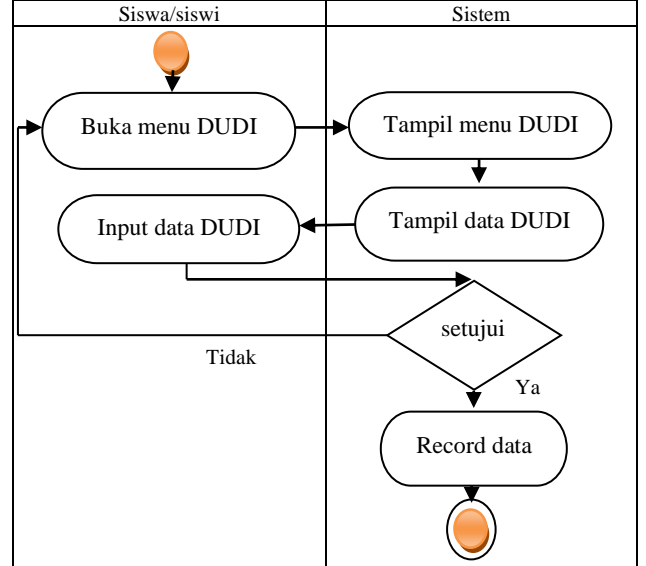 Siswa/siswi
Sistem
Buka menu DUDI
Tampil menu DUDI
Input data DUDI
Tampil data DUDI
setujui
Tidak
Ya
Record data